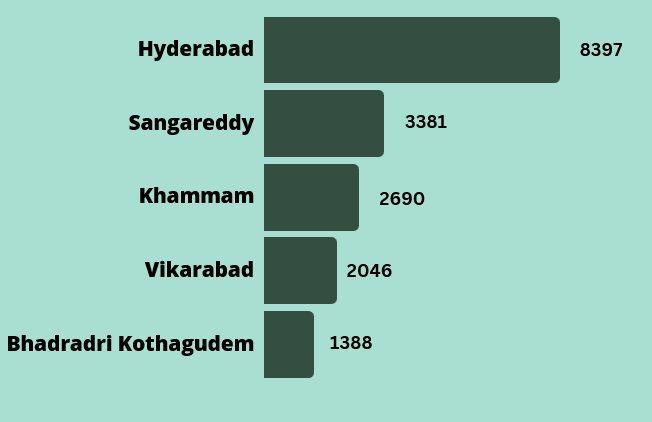 Hyderabad 8397
Sangareddy 3381
Khammam 2690
Vikarabad 2046
Bhadradri Kothagudem 1388